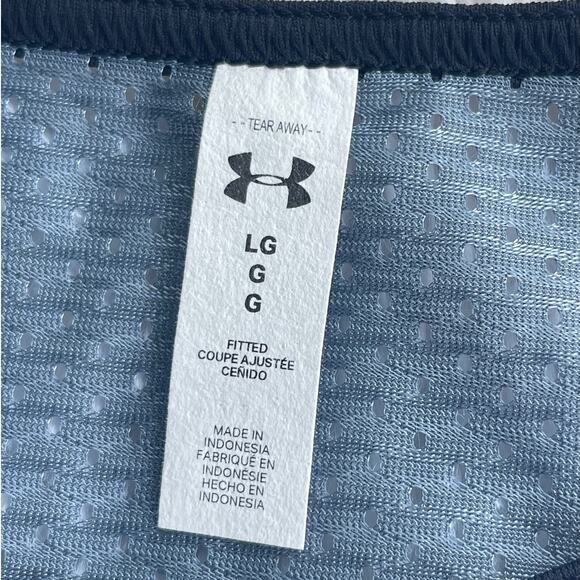 --TEAR AWAY--
LG
G
G
FITTED
COUPE AJUSTÉE
CEÑIDO
MADE IN
INDONESIA
FABRIQUÉ EN
INDONÉSIE
HECHO EN
INDONESIA